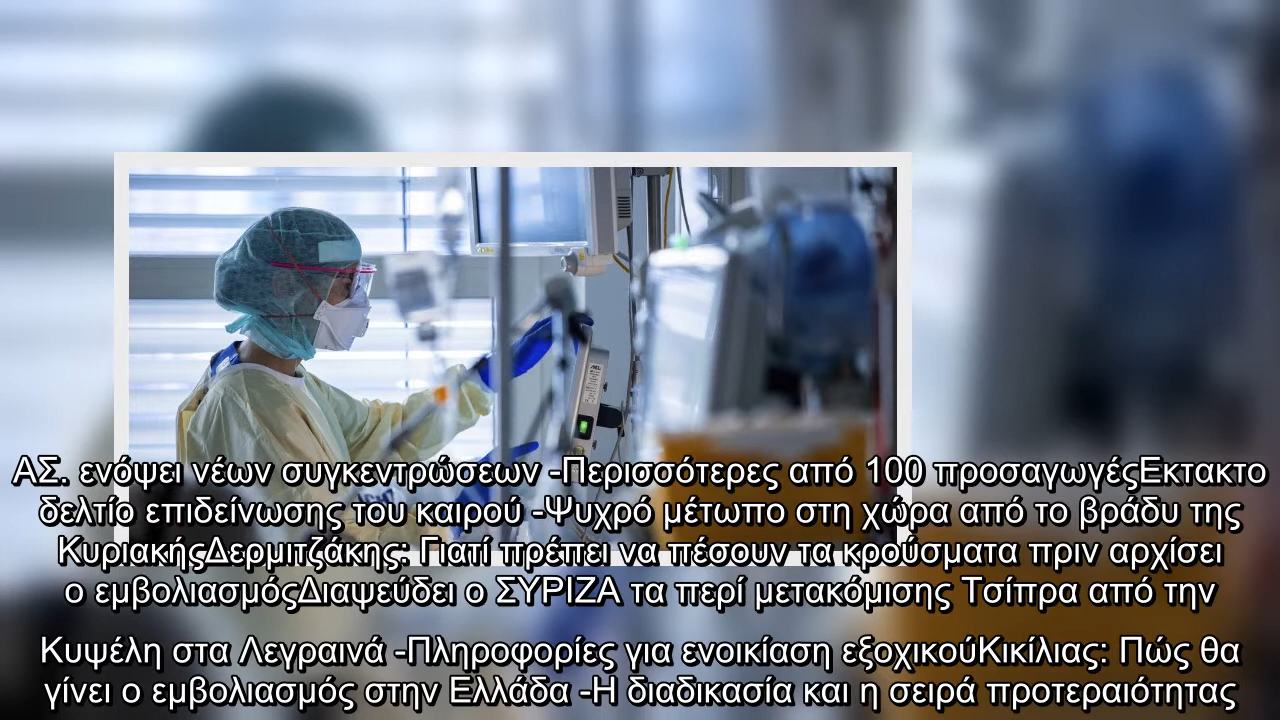 ΑΣ. ενόψει νέων συγκεντρώσεων -Περισσότερες από 100 προσαγωγέςΕκτακτο
δελτίο επιδείνωσης του καιρού -Ψυχρό μέτωπο στη χώρα από το βράδυ της
ΚυριακήςΔερμιτζάκης: Γιατί πρέπει να πέσουν τα κρούσματα πριν αρχίσει
ο εμβολιασμόςΔιαψεύδει ο ΣΥΡΙΖΑ τα περί μετακόμισης Τσίπρα από την
Κυψέλη στα Λεγραινά -Πληροφορίες για ενοικίαση εξοχικούΚικίλιας: Πώς θα
γίνει ο εμβολιασμός στην Ελλάδα -Η διαδικασία και η σειρά προτεραιότητας